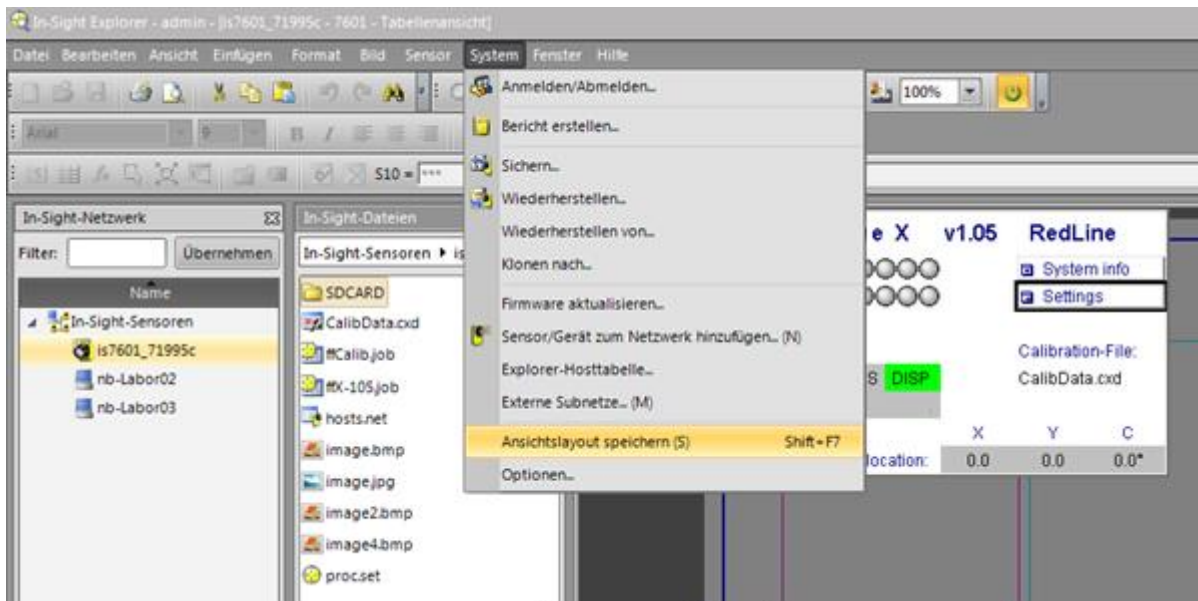 In-Sight Explorer - admin - [is7601_71995c - 7601 - Tabellenansicht]
Datei Bearbeiten Ansicht Einfügen Format Bild Sensor System Fenster Hilfe
100%
Arial 9 B I
S10 = ***
Anmelden/Abmelden...
Bericht erstellen...
Sichern...
Wiederherstellen...
Wiederherstellen von...
Klonen nach...
Firmware aktualisieren...
Sensor/Gerät zum Netzwerk hinzufügen... (N)
Explorer-Hosttabelle...
Externe Subnetze... (M)
Ansichtslayout speichern (S) Shift+F7
Optionen...
In-Sight-Netzwerk
Filter: Übernehmen
Name
In-Sight-Sensoren
is7601_71995c
nb-Labor02
nb-Labor03
In-Sight-Dateien
In-Sight-Sensoren is
SDCARD
CalibData.cxd
ffCalib.job
ffX-105.job
hosts.net
image.bmp
image.jpg
image2.bmp
image4.bmp
proc.set
e X v1.05 RedLine
System info
Settings
Calibration-File:
S DISP CalibData.cxd
X Y C
location: 0.0 0.0 0.0°